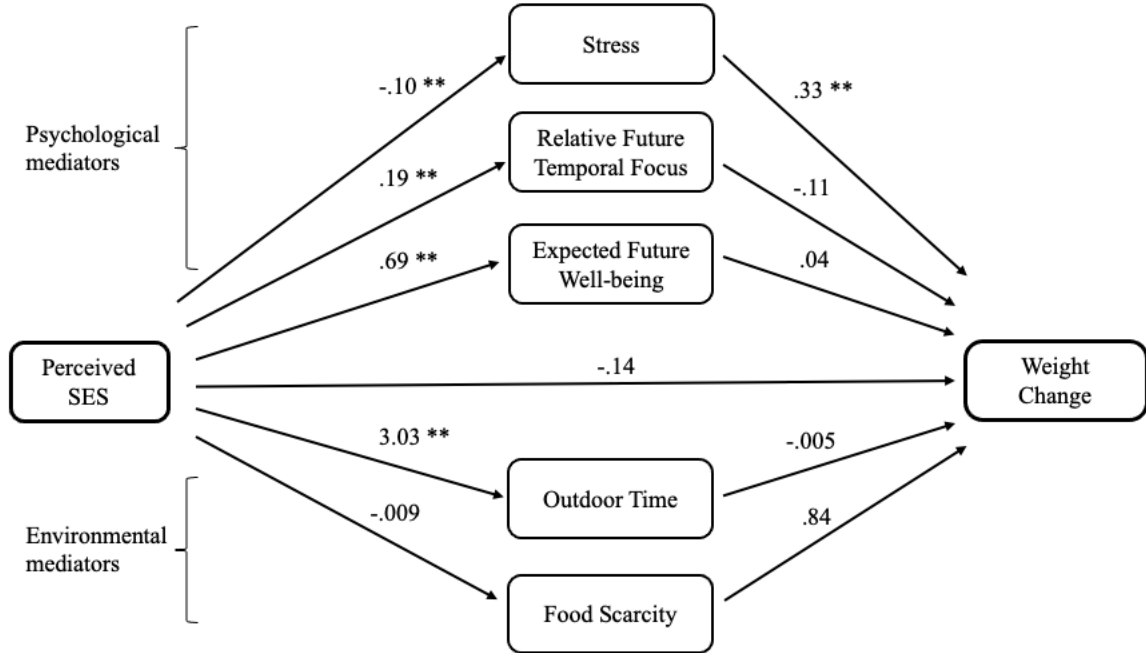 Stress
-.10 **
.33 **
Psychological
mediators
Relative Future
Temporal Focus
.19 **
-.11
Expected Future
Well-being
.69 **
.04
Perceived
SES
-.14
Weight
Change
3.03 **
-.005
Outdoor Time
-.009
.84
Environmental
mediators
Food Scarcity